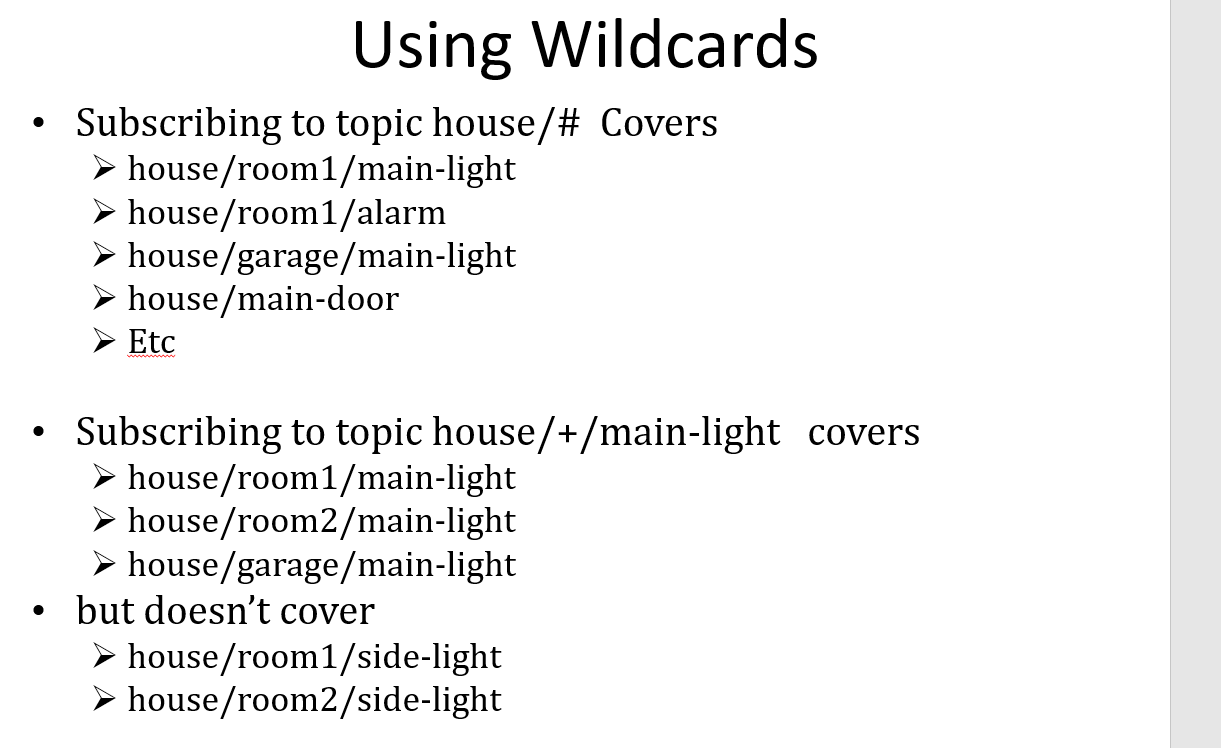 Using Wildcards
• Subscribing to topic house/#  Covers
➢ house/room1/main-light
➢ house/room1/alarm
➢ house/garage/main-light
➢ house/main-door
➢ Etc
• Subscribing to topic house/+/main-light   covers
➢ house/room1/main-light
➢ house/room2/main-light
➢ house/garage/main-light
• but doesn’t cover
➢ house/room1/side-light
➢ house/room2/side-light